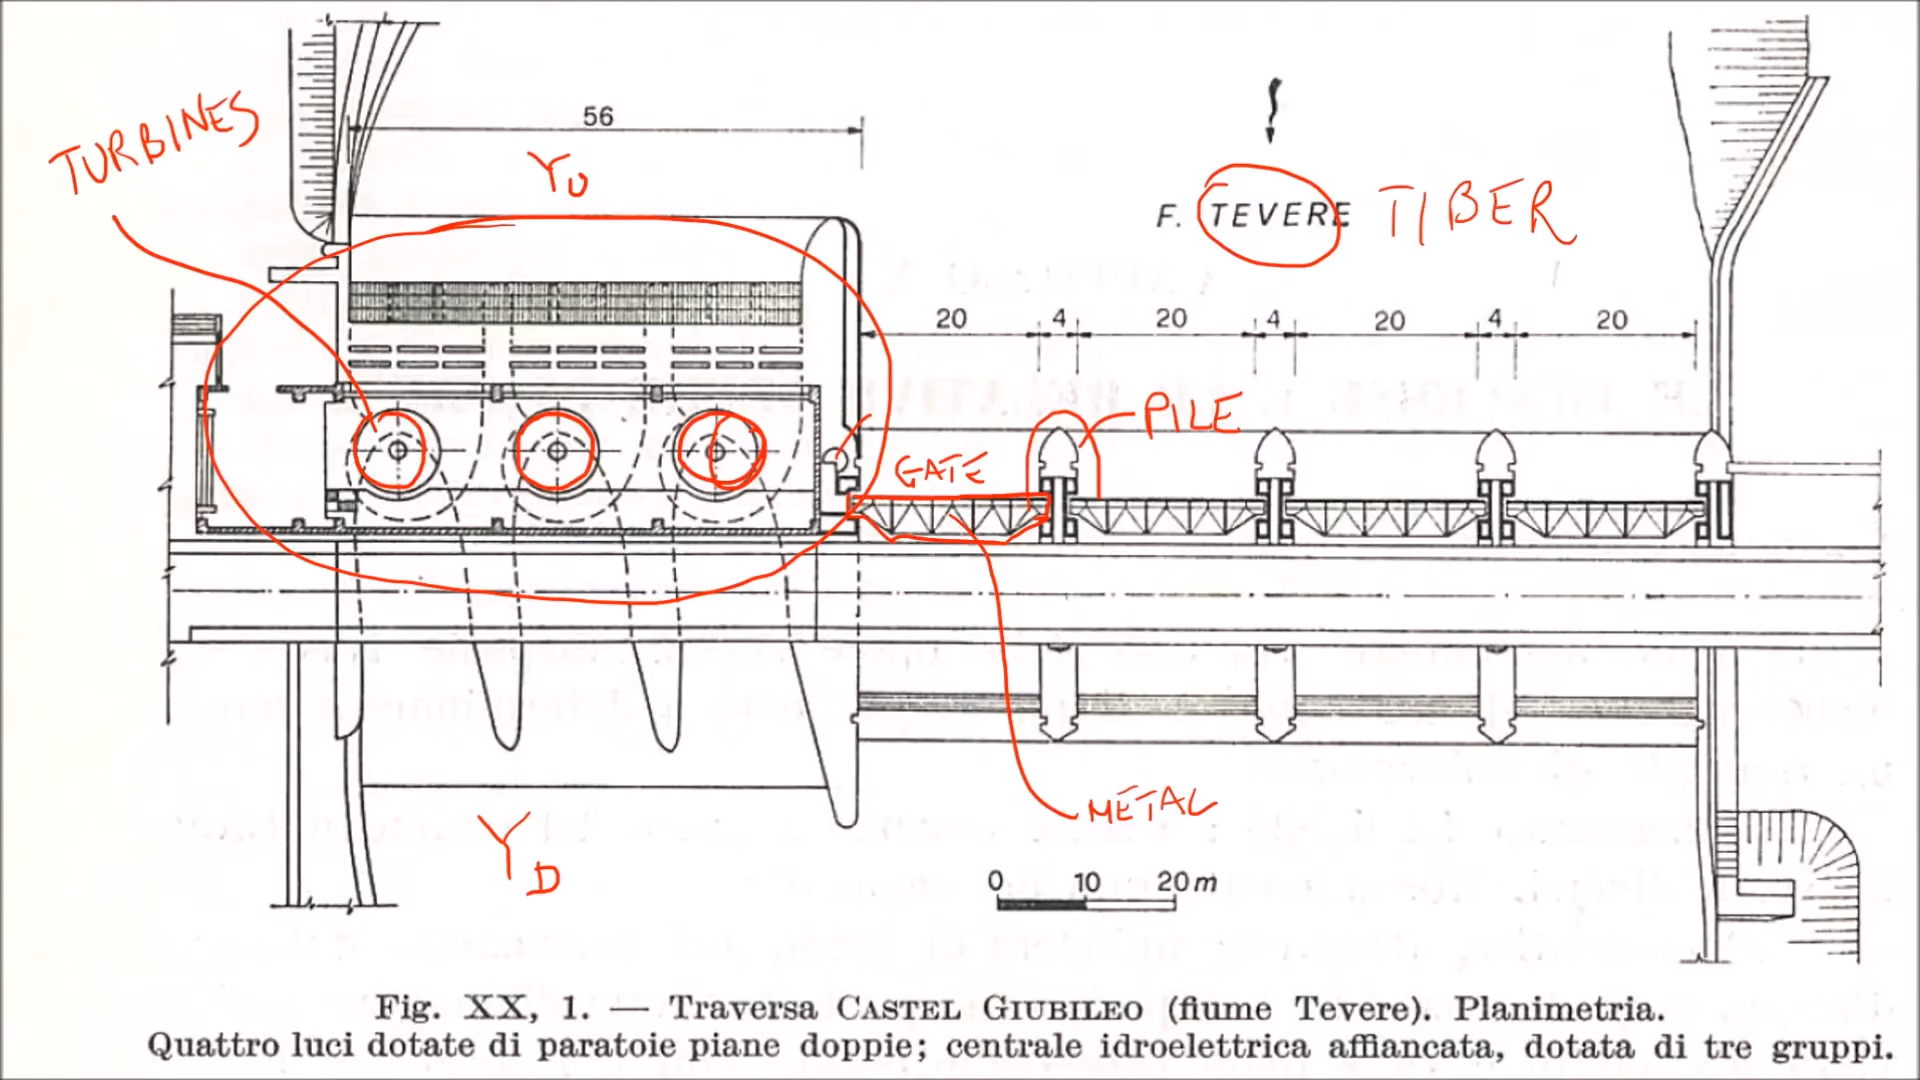 TURBINES
56
Y_U
F. TEVERE TIBER
20 4 20 4 20 4 20
PILE
GATE
METAL
Y_D
0 10 20 m
Fig. XX, 1. — Traversa CASTEL GIUBILEO (fiume Tevere). Planimetria.
Quattro luci dotate di paratoie piane doppie; centrale idroelettrica affiancata, dotata di tre gruppi.